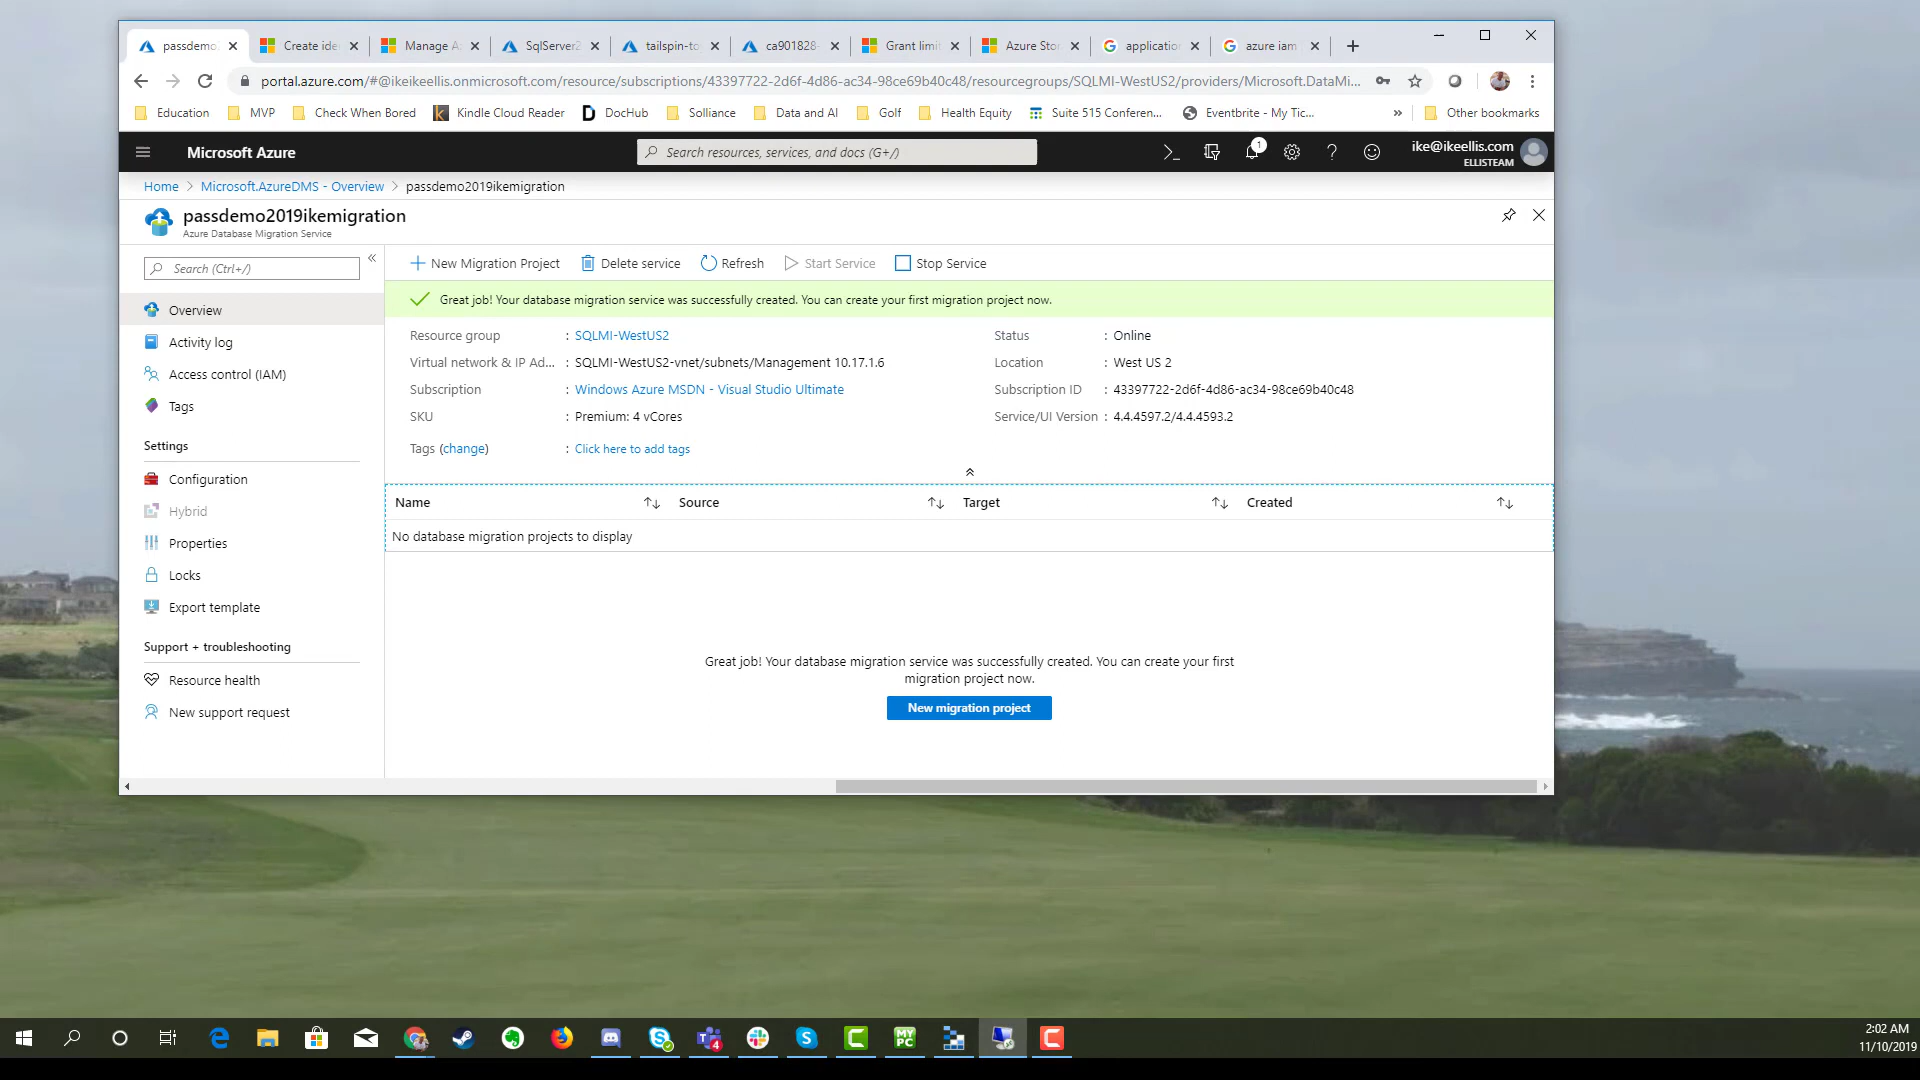 passdemo
Create ide
Manage A
SqlServer2
tailspin-to
ca901828-
Grant limi
Azure Stor
application
azure iam
portal.azure.com/#@ikeikeellis.onmicrosoft.com/resource/subscriptions/43397722-2d6f-4d86-ac34-98ce69b40c48/resourcegroups/SQLMI-WestUS2/providers/Microsoft.DataMi...
Education
MVP
Check When Bored
Kindle Cloud Reader
DocHub
Solliance
Data and AI
Golf
Health Equity
Suite 515 Conferen...
Eventbrite - My Tic...
»
Other bookmarks
Microsoft Azure
Search resources, services, and docs (G+/)
1
ike@ikeellis.com
ELLISTEAM
Home > Microsoft.AzureDMS - Overview > passdemo2019ikemigration
passdemo2019ikemigration
Azure Database Migration Service
Search (Ctrl+/)
«
Overview
Activity log
Access control (IAM)
Tags
Settings
Configuration
Hybrid
Properties
Locks
Export template
Support + troubleshooting
Resource health
New support request
New Migration Project
Delete service
Refresh
Start Service
Stop Service
Great job! Your database migration service was successfully created. You can create your first migration project now.
Resource group : SQLMI-WestUS2
Virtual network & IP Ad... : SQLMI-WestUS2-vnet/subnets/Management 10.17.1.6
Subscription : Windows Azure MSDN - Visual Studio Ultimate
SKU : Premium: 4 vCores
Tags (change) : Click here to add tags
Status : Online
Location : West US 2
Subscription ID : 43397722-2d6f-4d86-ac34-98ce69b40c48
Service/UI Version : 4.4.4597.2/4.4.4593.2
Name
Source
Target
Created
No database migration projects to display
Great job! Your database migration service was successfully created. You can create your first
migration project now.
New migration project
4
MY
PC
2:02 AM
11/10/2019